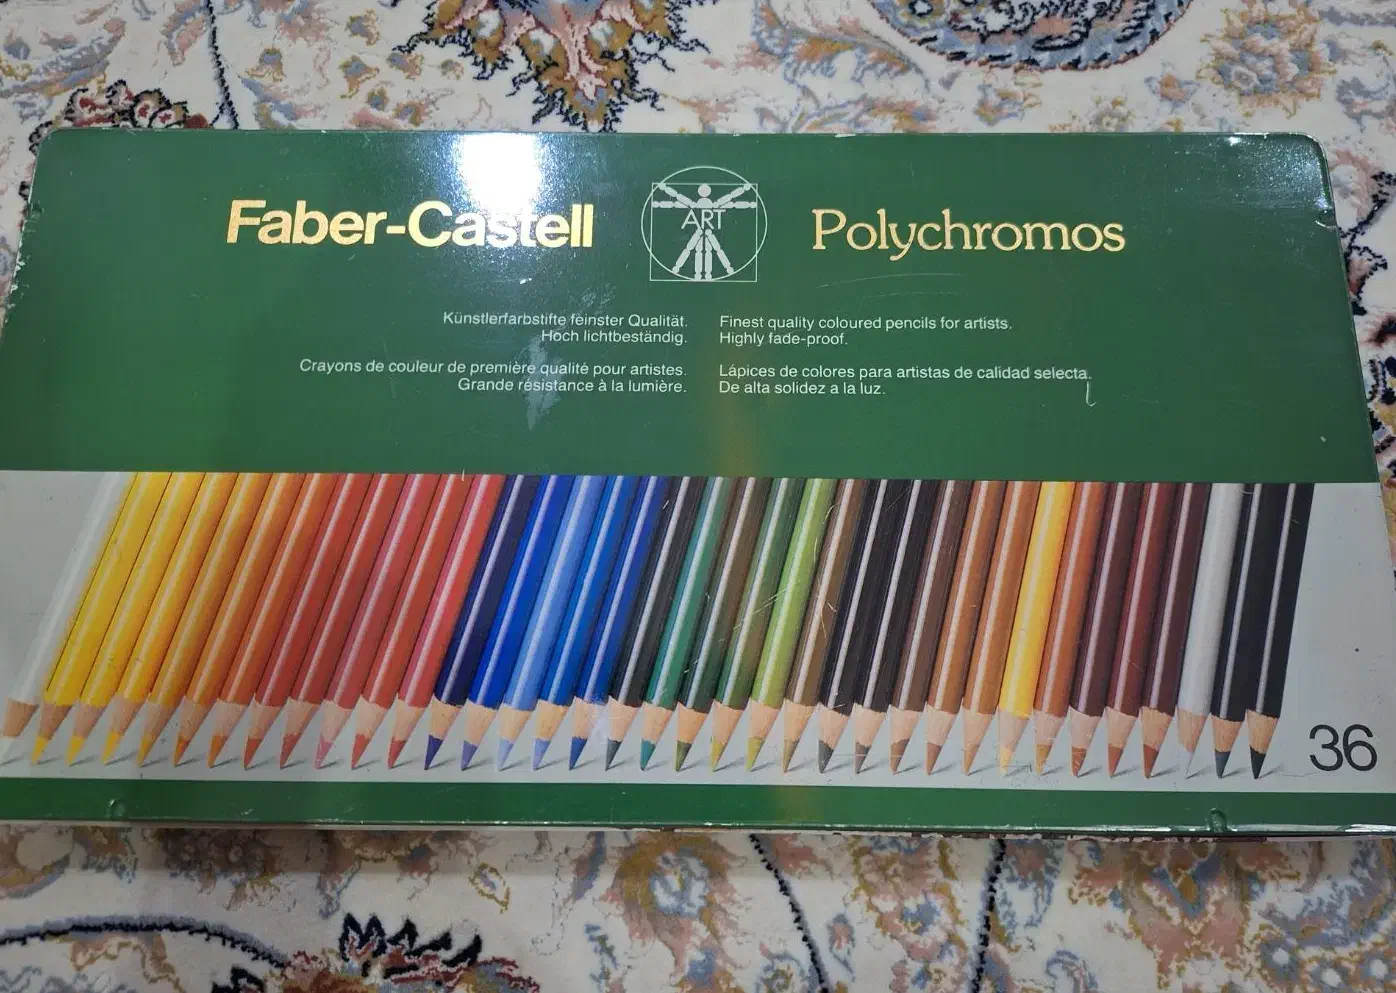 Faber-Castell
ART
Polychromos
Künstlerfarbstifte feinster Qualität.
Hoch lichtbeständig.
Finest quality coloured pencils for artists.
Highly fade-proof.
Crayons de couleur de première qualité pour artistes.
Grande résistance à la lumière.
Lápices de colores para artistas de calidad selecta.
De alta solidez a la luz.
36